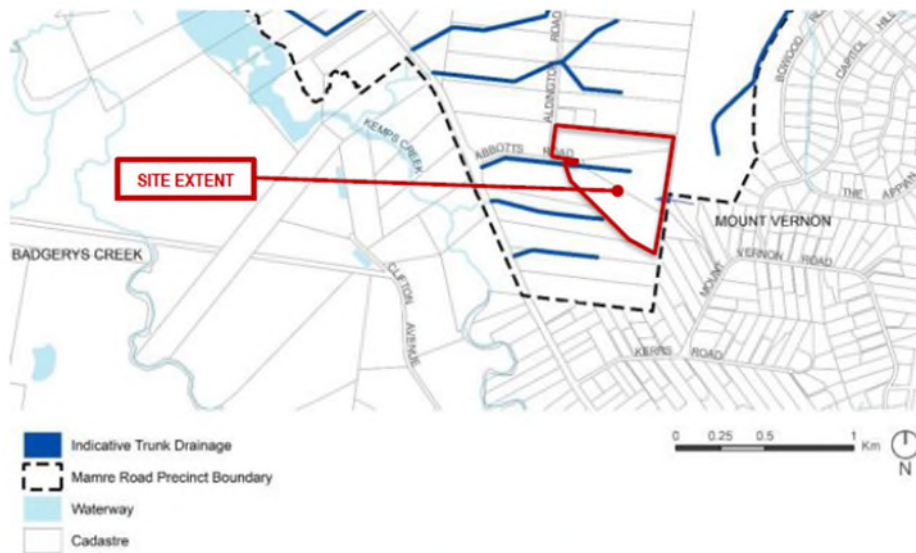 ROAD
ALDINGTON
BOWOOD
CAPITOL HILL
KEMPS CREEK
ABBOTTS ROAD
SITE EXTENT
THE APPIAN
MOUNT VERNON
BADGERYS CREEK
MOUNT VERNON ROAD
CLIFTON AVENUE
KERRS ROAD
Indicative Trunk Drainage
0 0.25 0.5 1 Km
Mamre Road Precinct Boundary
N
Waterway
Cadastre